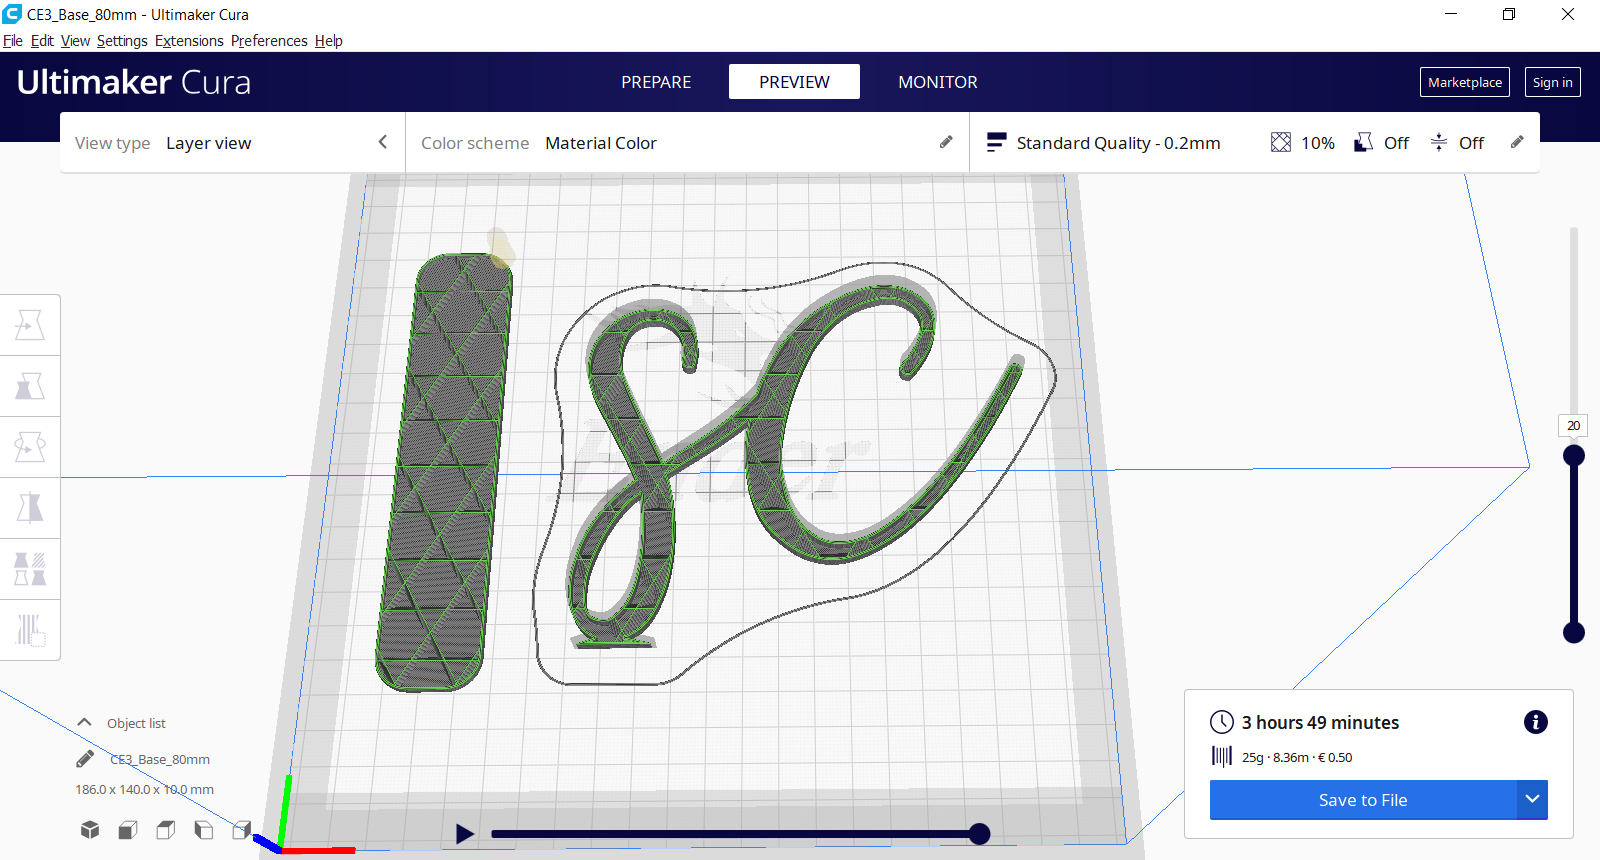 CE3_Base_80mm - Ultimaker Cura
File Edit View Settings Extensions Preferences Help
Ultimaker Cura
PREPARE
PREVIEW
MONITOR
Marketplace
Sign in
View type Layer view
Color scheme Material Color
Standard Quality - 0.2mm
10%
Off
Off
20
Object list
CE3_Base_80mm
186.0 x 140.0 x 10.0 mm
3 hours 49 minutes
25g · 8.36m · € 0.50
Save to File